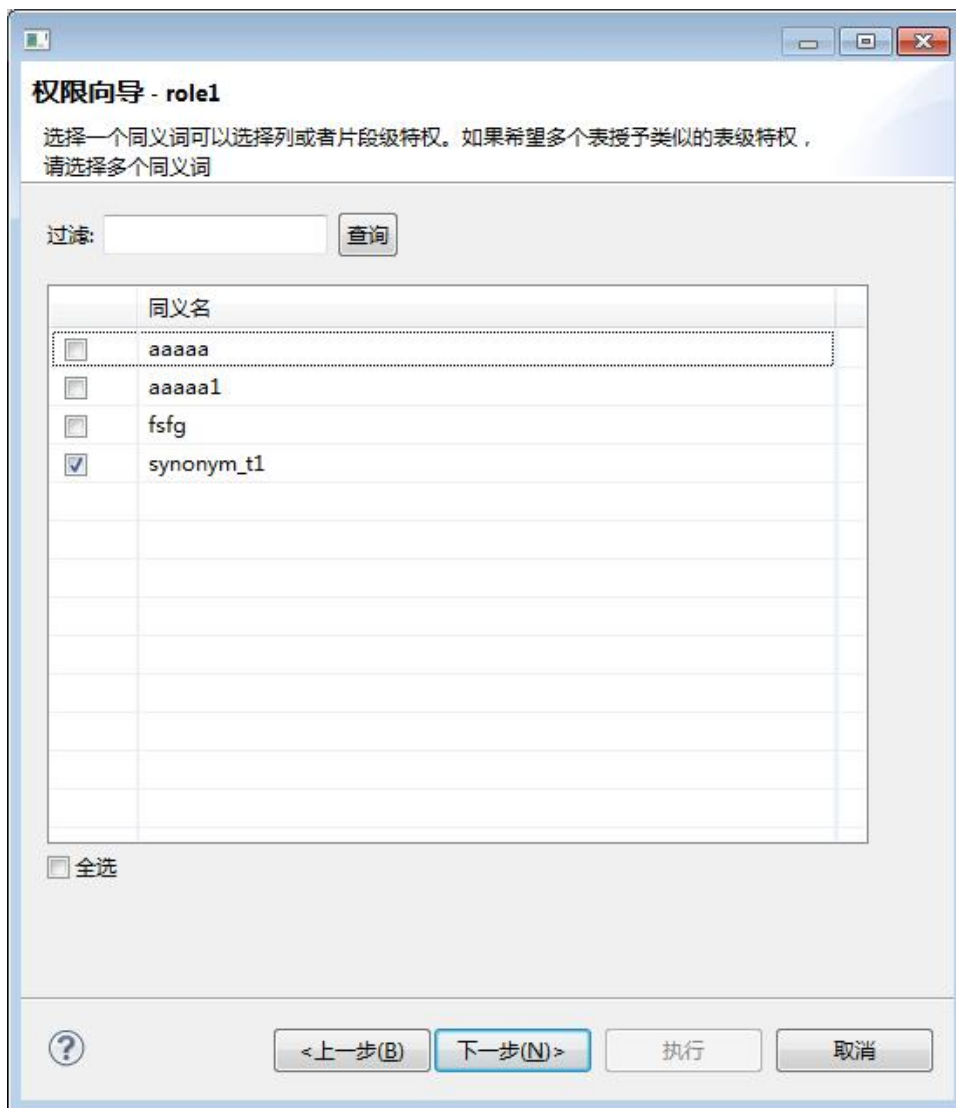 权限向导 - role1
选择一个同义词可以选择列或者片段级特权。如果希望多个表授予类似的表级特权，
请选择多个同义词
过滤: 查询
同义名
aaaaa
aaaaa1
fsfg
synonym_t1
全选
<上一步(B) 下一步(N)> 执行 取消